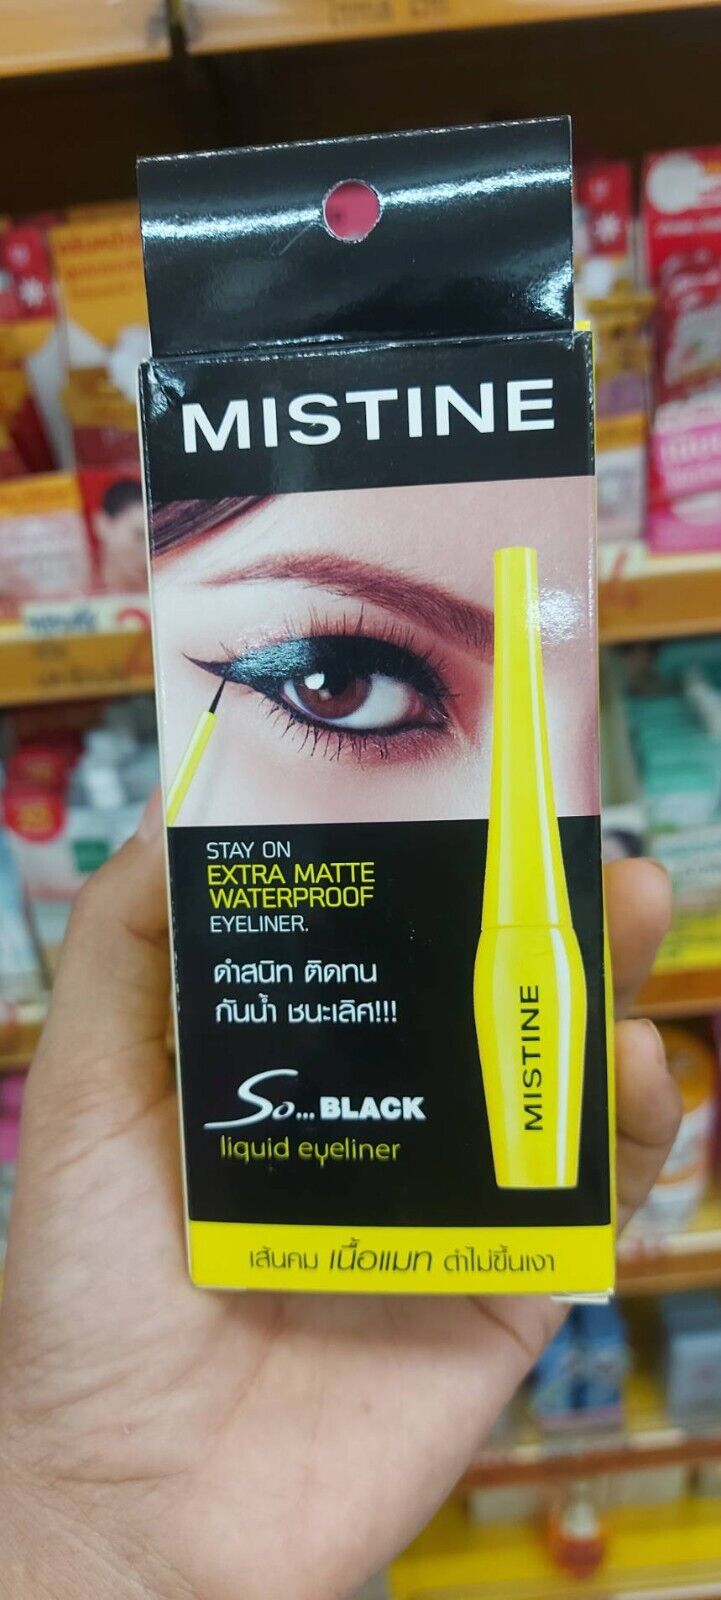 MISTINE
STAY ON
EXTRA MATTE
WATERPROOF
EYELINER.
ดำสนิท ติดทน
กันน้ำ ชนะเลิศ!!!
So... BLACK
liquid eyeliner
MISTINE
เส้นคม เนื้อแมท ดำไม่ขึ้นเงา